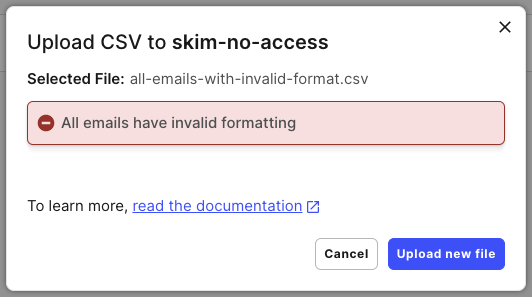 Upload CSV to skim-no-access
Selected File: all-emails-with-invalid-format.csv
All emails have invalid formatting
To learn more, read the documentation
Cancel
Upload new file